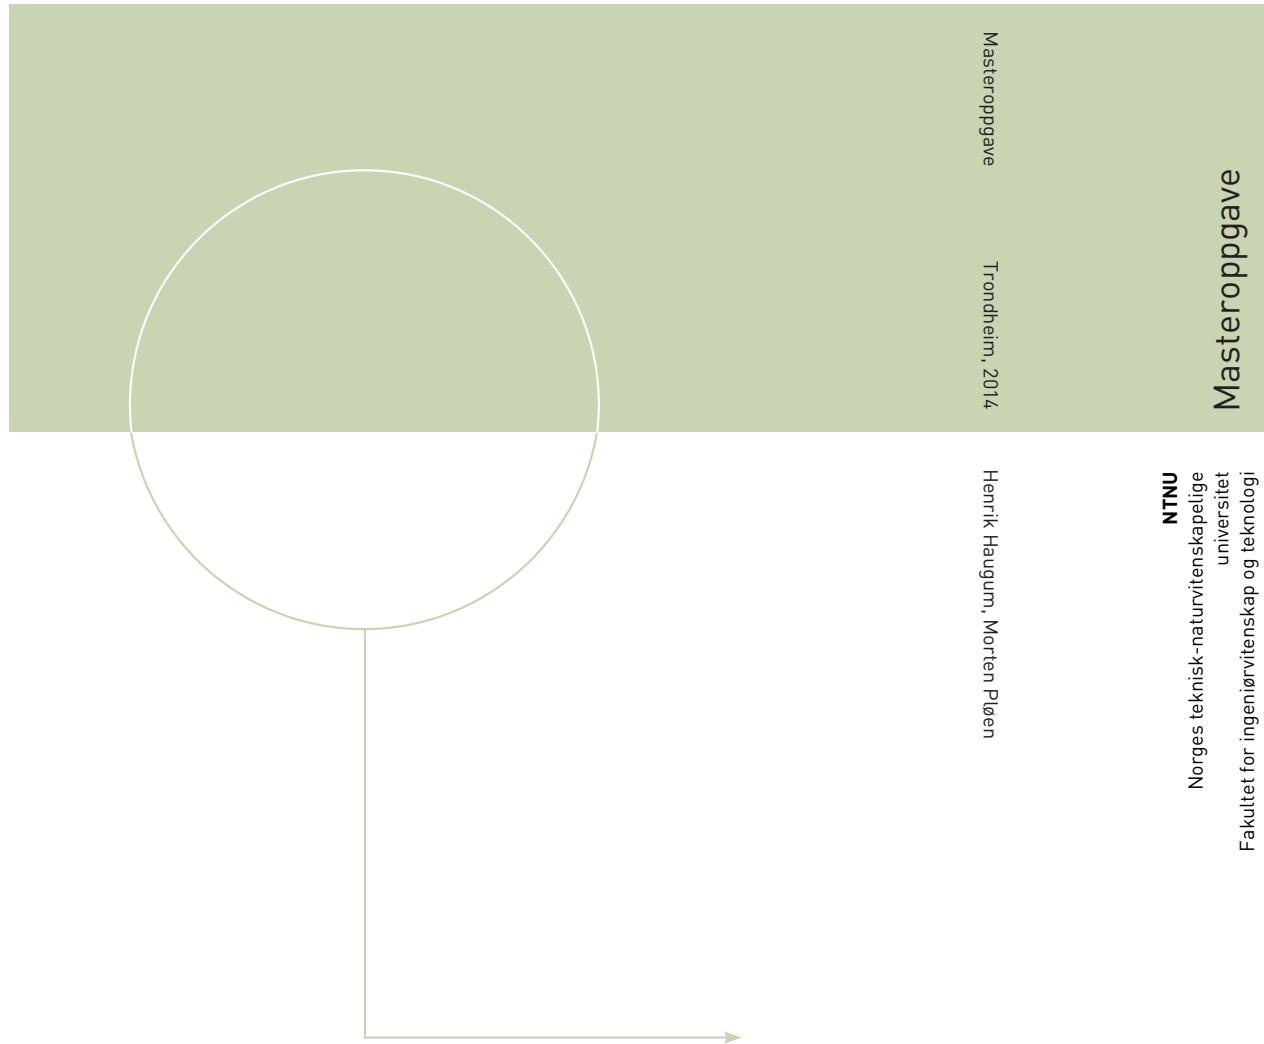 Masteroppgave
Trondheim, 2014
Henrik Haugum, Morten Pløen
Masteroppgave
NTNU
Norges teknisk-naturvitenskapelige
universitet
Fakultet for ingeniørvitenskap og teknologi